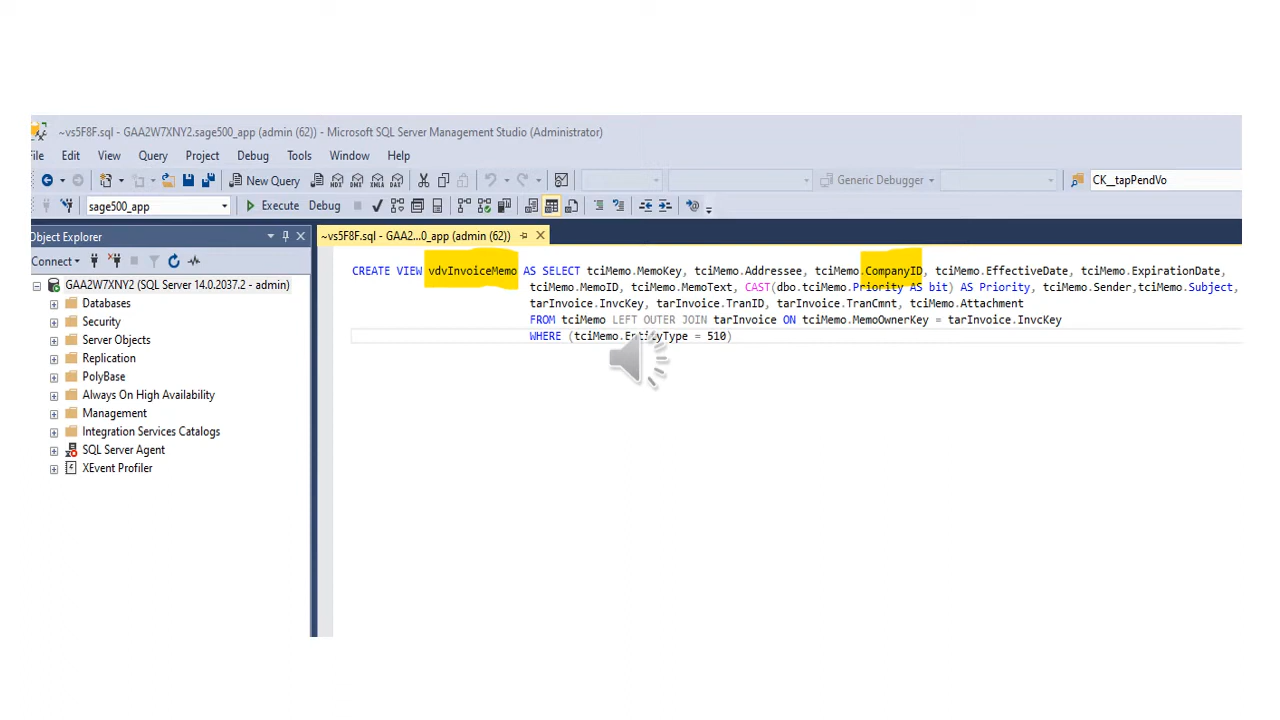 ~vs5F8F.sql - GAA2W7XNY2.sage500_app (admin (62)) - Microsoft SQL Server Management Studio (Administrator)
File Edit View Query Project Debug Tools Window Help
New Query Generic Debugger CK__tapPendVo
sage500_app Execute Debug
Object Explorer
~vs5F8F.sql - GAA2...0_app (admin (62))
Connect
GAA2W7XNY2 (SQL Server 14.0.2037.2 - admin)
Databases
Security
Server Objects
Replication
PolyBase
Always On High Availability
Management
Integration Services Catalogs
SQL Server Agent
XEvent Profiler
CREATE VIEW vdvInvoiceMemo AS SELECT tciMemo.MemoKey, tciMemo.Addressee, tciMemo.CompanyID, tciMemo.EffectiveDate, tciMemo.ExpirationDate,
tciMemo.MemoID, tciMemo.MemoText, CAST(dbo.tciMemo.Priority AS bit) AS Priority, tciMemo.Sender,tciMemo.Subject,
tarInvoice.InvcKey, tarInvoice.TranID, tarInvoice.TranCmnt, tciMemo.Attachment
FROM tciMemo LEFT OUTER JOIN tarInvoice ON tciMemo.MemoOwnerKey = tarInvoice.InvcKey
WHERE (tciMemo.EntityType = 510)